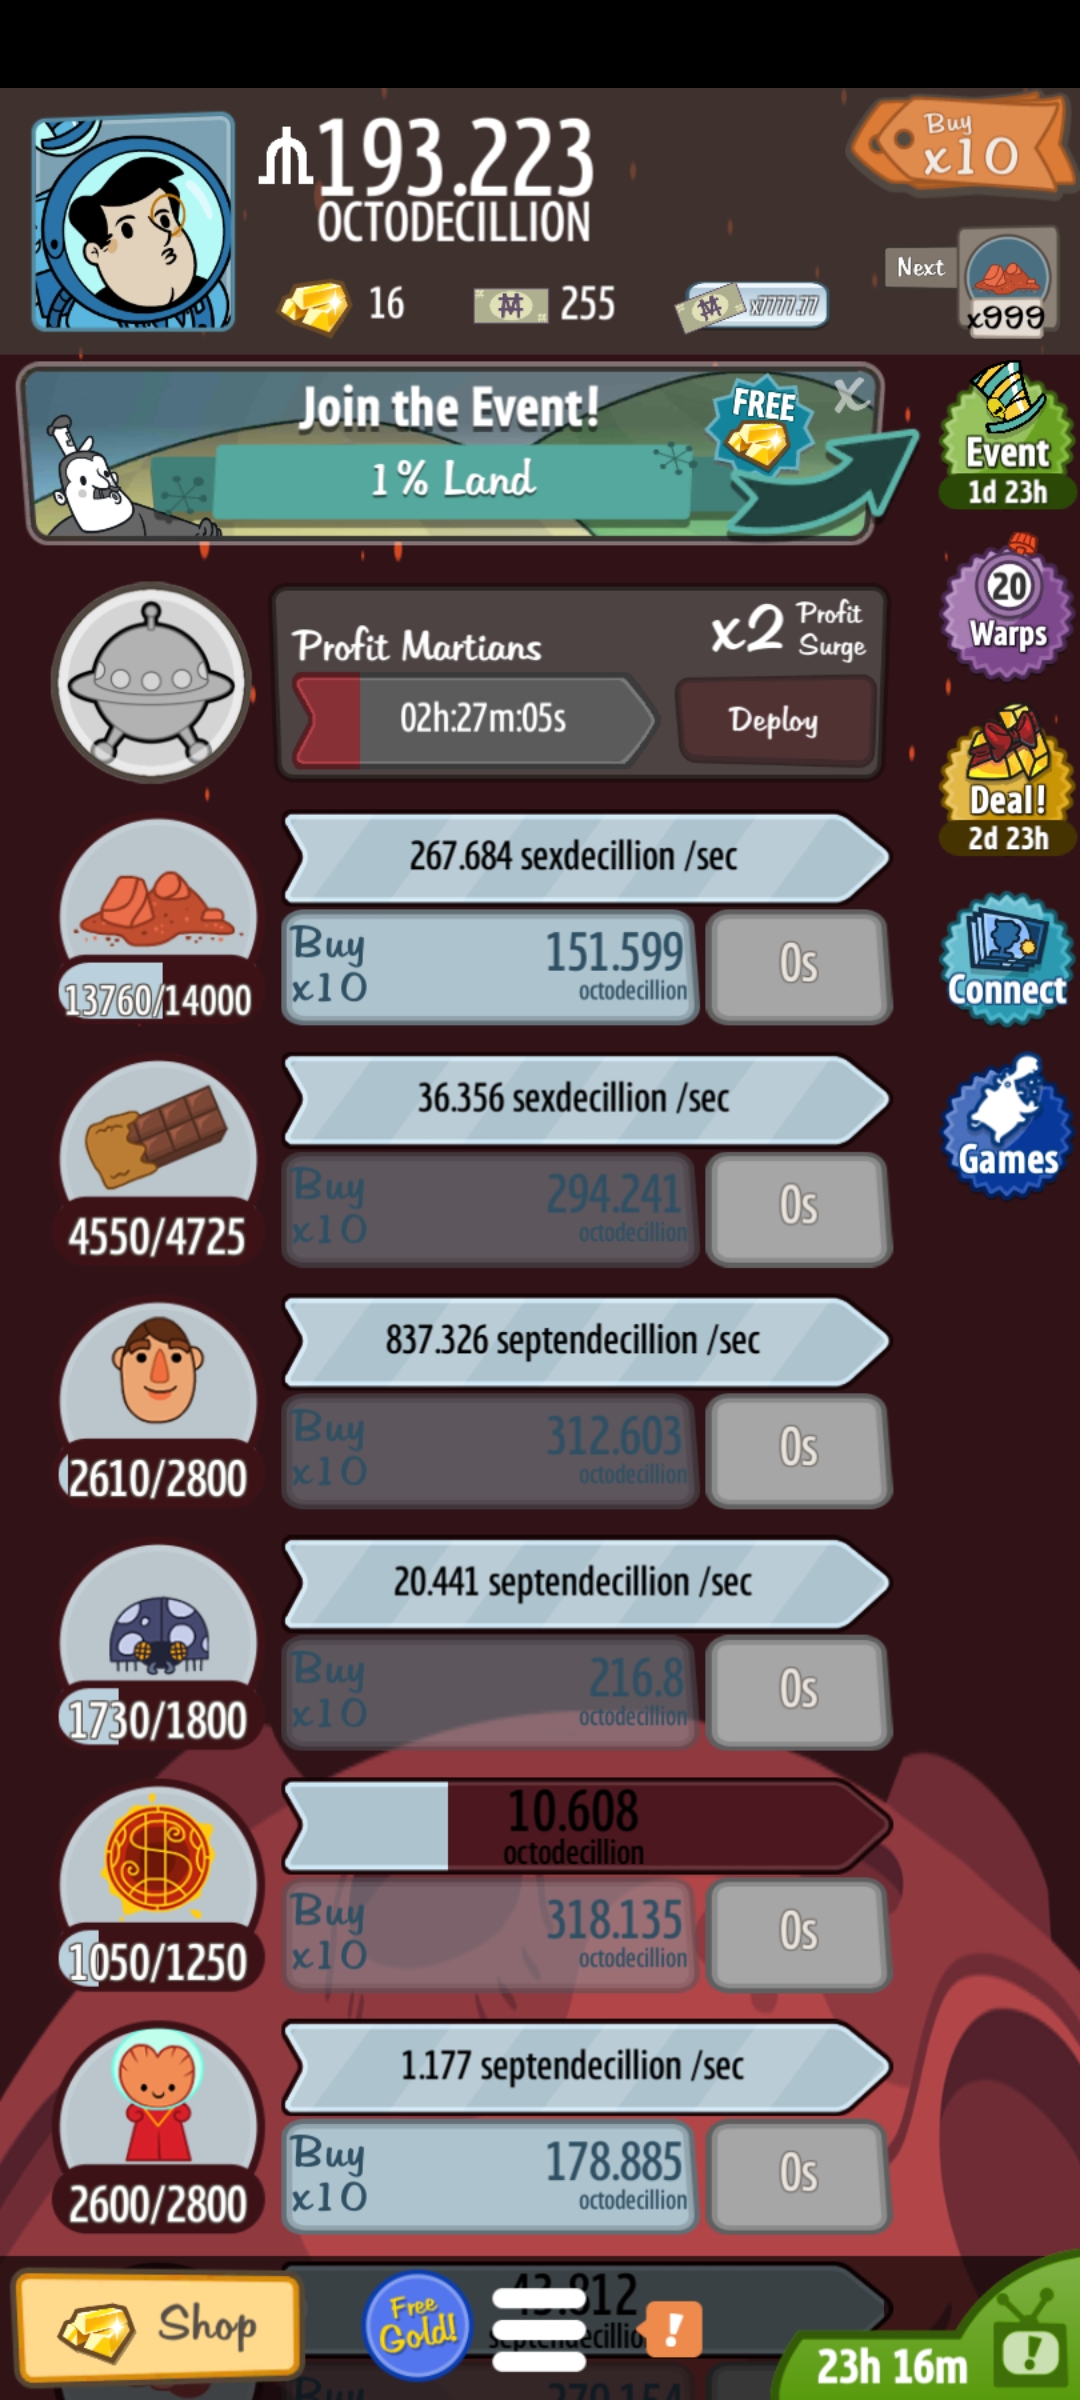 193.223
OCTODECILLION
Buy
x10
16
255
x7777.77
Next
x999
Join the Event!
1% Land
FREE
X
Event
1d 23h
20
Warps
Profit Martians
x2 Profit
Surge
02h:27m:05s
Deploy
Deal!
2d 23h
267.684 sexdecillion /sec
Buy
x10
151.599
octodecillion
0s
13760/14000
Connect
36.356 sexdecillion /sec
Buy
x10
294.241
octodecillion
0s
4550/4725
Games
837.326 septendecillion /sec
Buy
x10
312.603
octodecillion
0s
2610/2800
20.441 septendecillion /sec
Buy
x10
216.8
octodecillion
0s
1730/1800
10.608
octodecillion
Buy
x10
318.135
octodecillion
0s
1050/1250
1.177 septendecillion /sec
Buy
x10
178.885
octodecillion
0s
2600/2800
Shop
Free
Gold!
!
23h 16m
!